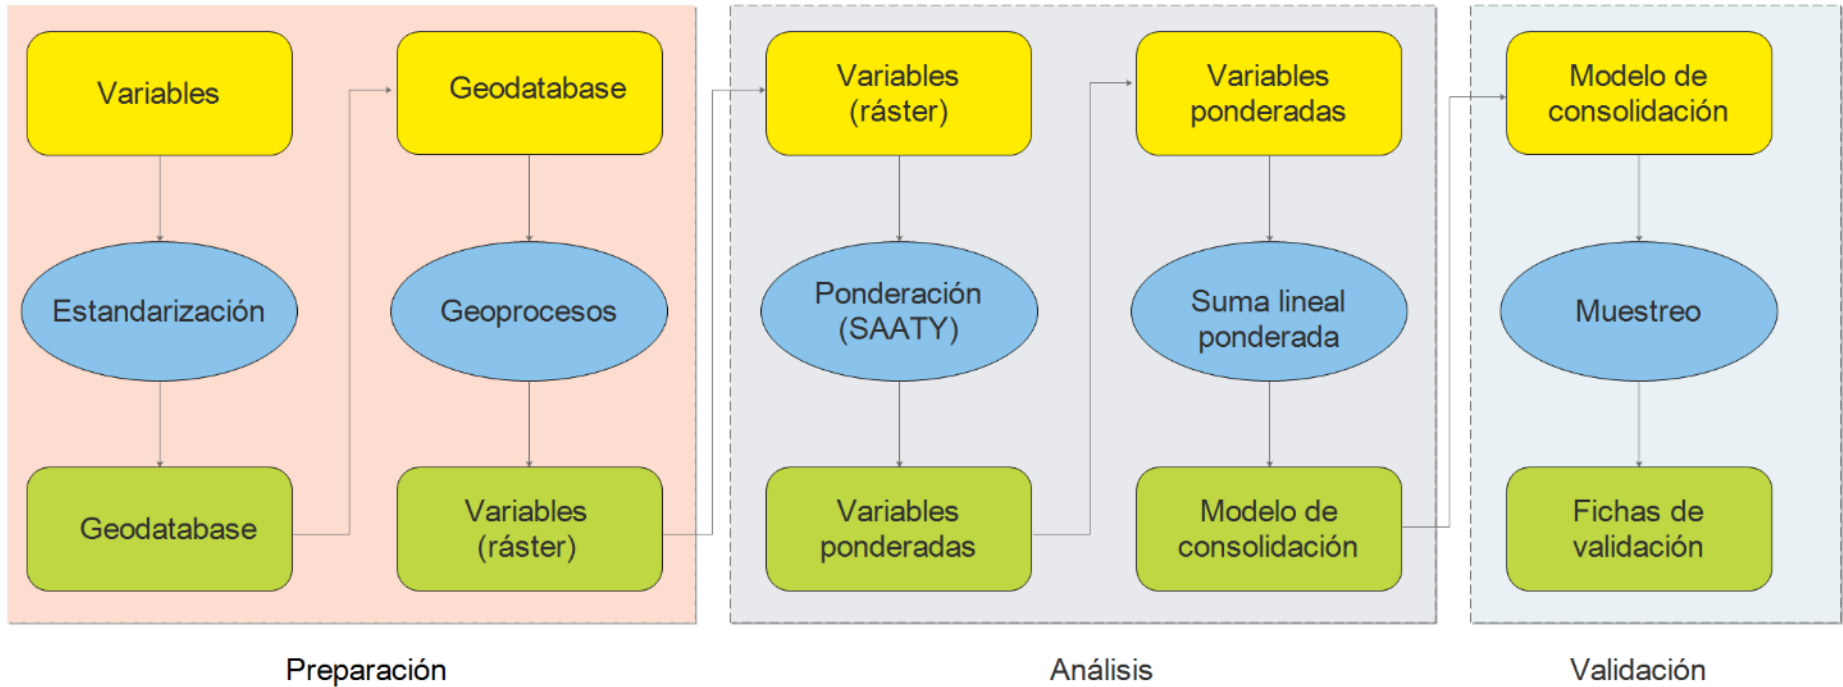 Variables
Estandarización
Geodatabase
Geodatabase
Geoprocesos
Variables
(ráster)
Preparación
Variables
(ráster)
Ponderación
(SAATY)
Variables
ponderadas
Variables
ponderadas
Suma lineal
ponderada
Modelo de
consolidación
Análisis
Modelo de
consolidación
Muestreo
Fichas de
validación
Validación